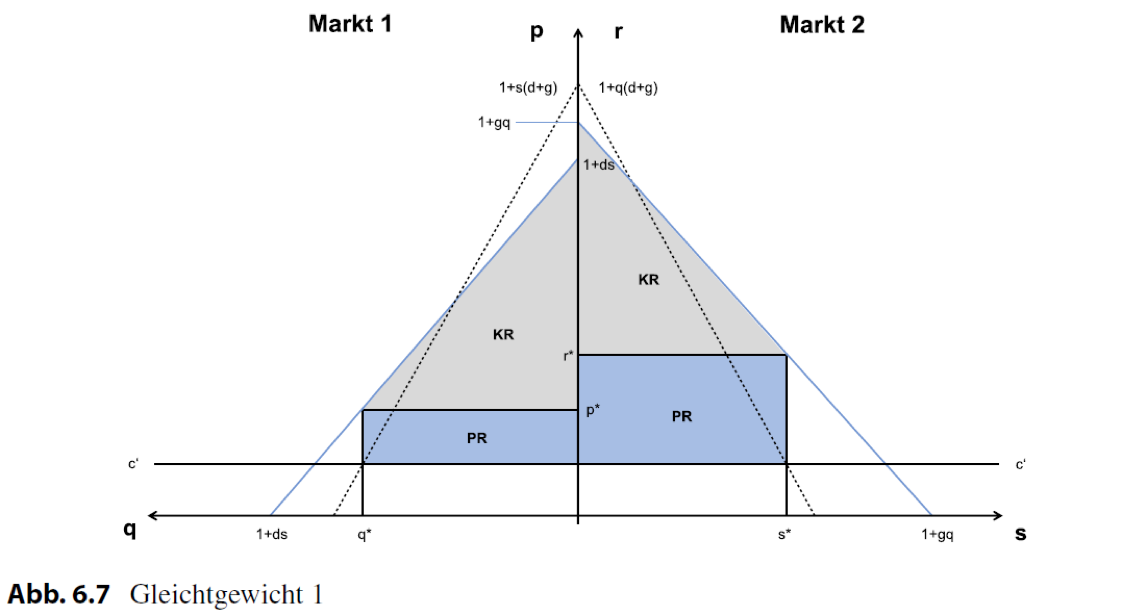 Markt 1
Markt 2
p
r
1+s(d+g)
1+q(d+g)
1+gq
1+ds
KR
KR
r*
p*
PR
PR
c'
c'
q
1+ds
q*
s*
1+gq
s
Abb. 6.7 Gleichtgewicht 1